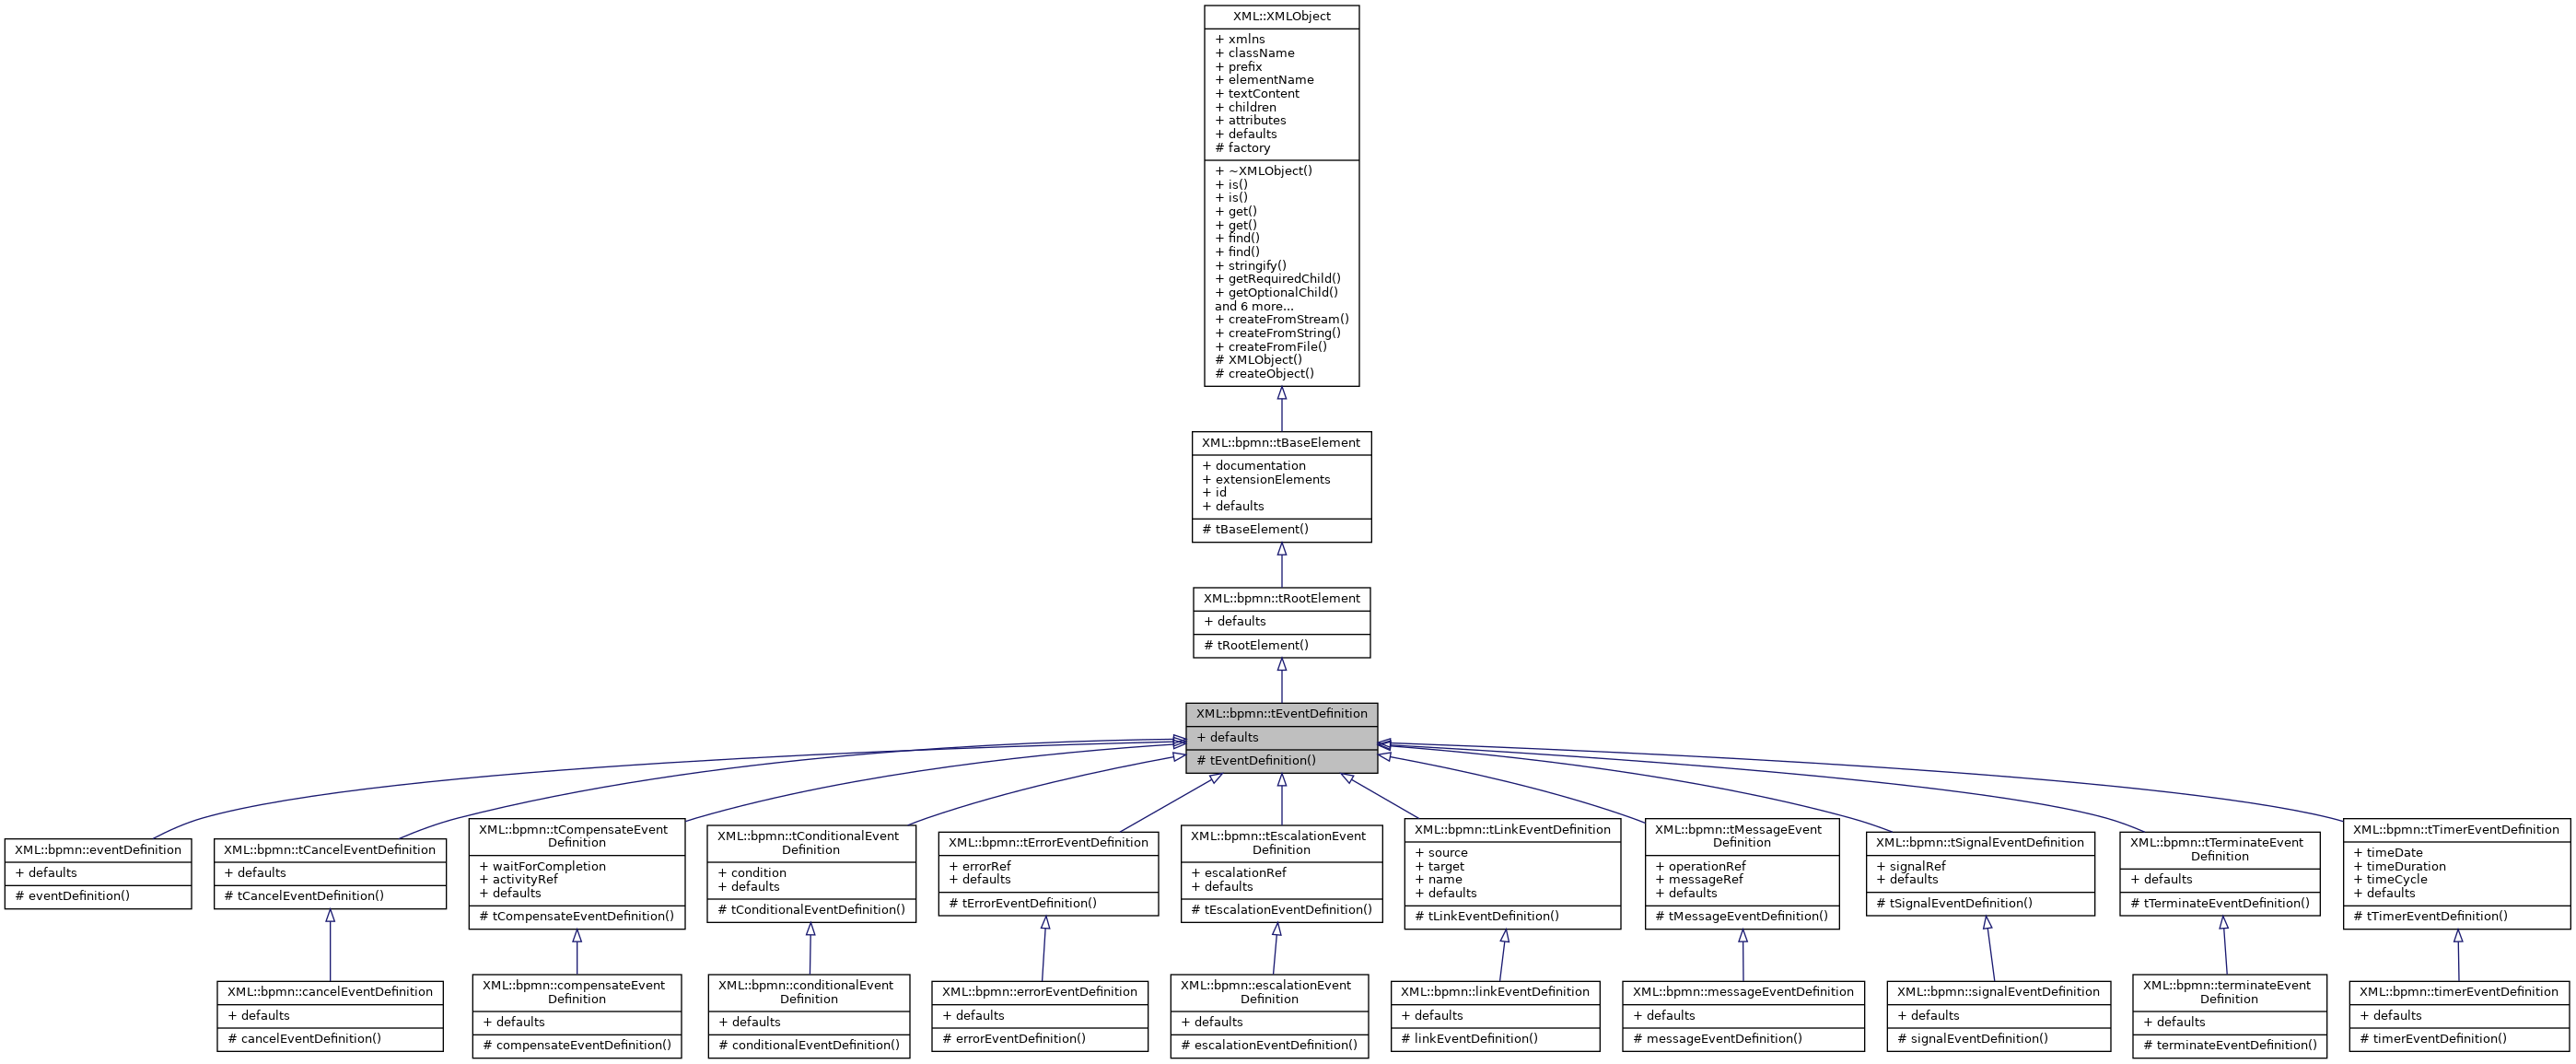 XML::XMLObject
+ xmlns
+ className
+ prefix
+ elementName
+ textContent
+ children
+ attributes
+ defaults
# factory
+ ~XMLObject()
+ is()
+ is()
+ get()
+ get()
+ find()
+ find()
+ stringify()
+ getRequiredChild()
+ getOptionalChild()
and 6 more...
+ createFromStream()
+ createFromString()
+ createFromFile()
# XMLObject()
# createObject()
XML::bpmn::tBaseElement
+ documentation
+ extensionElements
+ id
+ defaults
# tBaseElement()
XML::bpmn::tRootElement
+ defaults
# tRootElement()
XML::bpmn::tEventDefinition
+ defaults
# tEventDefinition()
XML::bpmn::eventDefinition
+ defaults
# eventDefinition()
XML::bpmn::tCancelEventDefinition
+ defaults
# tCancelEventDefinition()
XML::bpmn::tCompensateEvent
Definition
+ waitForCompletion
+ activityRef
+ defaults
# tCompensateEventDefinition()
XML::bpmn::tConditionalEvent
Definition
+ condition
+ defaults
# tConditionalEventDefinition()
XML::bpmn::tErrorEventDefinition
+ errorRef
+ defaults
# tErrorEventDefinition()
XML::bpmn::tEscalationEvent
Definition
+ escalationRef
+ defaults
# tEscalationEventDefinition()
XML::bpmn::tLinkEventDefinition
+ source
+ target
+ name
+ defaults
# tLinkEventDefinition()
XML::bpmn::tMessageEvent
Definition
+ operationRef
+ messageRef
+ defaults
# tMessageEventDefinition()
XML::bpmn::tSignalEventDefinition
+ signalRef
+ defaults
# tSignalEventDefinition()
XML::bpmn::tTerminateEvent
Definition
+ defaults
# tTerminateEventDefinition()
XML::bpmn::tTimerEventDefinition
+ timeDate
+ timeDuration
+ timeCycle
+ defaults
# tTimerEventDefinition()
XML::bpmn::cancelEventDefinition
+ defaults
# cancelEventDefinition()
XML::bpmn::compensateEvent
Definition
+ defaults
# compensateEventDefinition()
XML::bpmn::conditionalEvent
Definition
+ defaults
# conditionalEventDefinition()
XML::bpmn::errorEventDefinition
+ defaults
# errorEventDefinition()
XML::bpmn::escalationEvent
Definition
+ defaults
# escalationEventDefinition()
XML::bpmn::linkEventDefinition
+ defaults
# linkEventDefinition()
XML::bpmn::messageEventDefinition
+ defaults
# messageEventDefinition()
XML::bpmn::signalEventDefinition
+ defaults
# signalEventDefinition()
XML::bpmn::terminateEvent
Definition
+ defaults
# terminateEventDefinition()
XML::bpmn::timerEventDefinition
+ defaults
# timerEventDefinition()